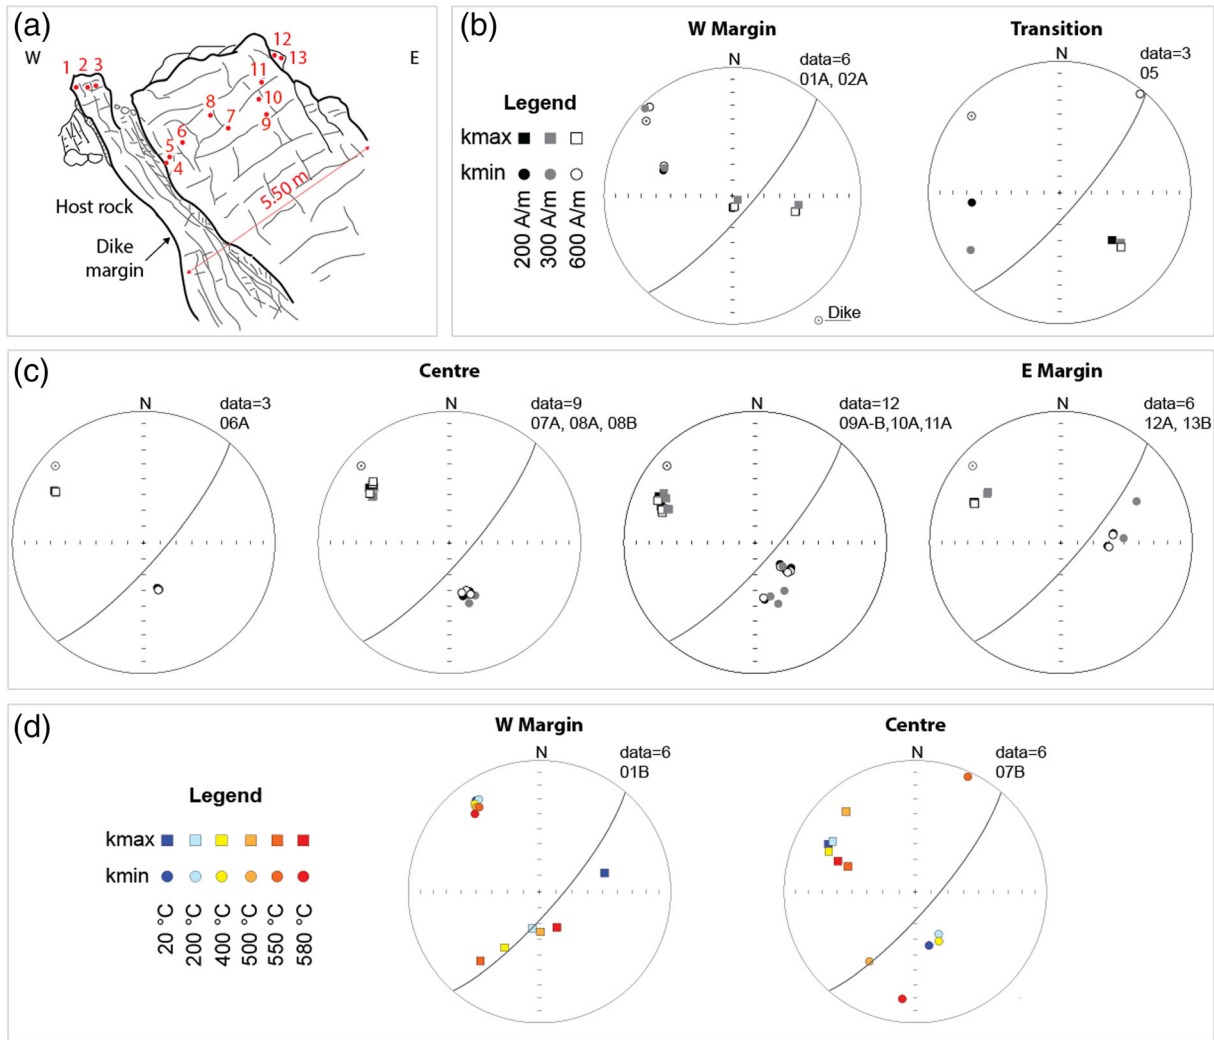 (a)
W
E
1
2
3
4
5
6
7
8
9
10
11
12
13
5.50 m
Host rock
Dike
margin
(b)
W Margin
N
data=6
01A, 02A
Legend
kmax
kmin
200 A/m
300 A/m
600 A/m
Dike
Transition
N
data=3
05
(c)
Centre
N
data=3
06A
N
data=9
07A, 08A, 08B
N
data=12
09A-B,10A,11A
E Margin
N
data=6
12A, 13B
(d)
Legend
kmax
kmin
20 °C
200 °C
400 °C
500 °C
550 °C
580 °C
W Margin
N
data=6
01B
Centre
N
data=6
07B